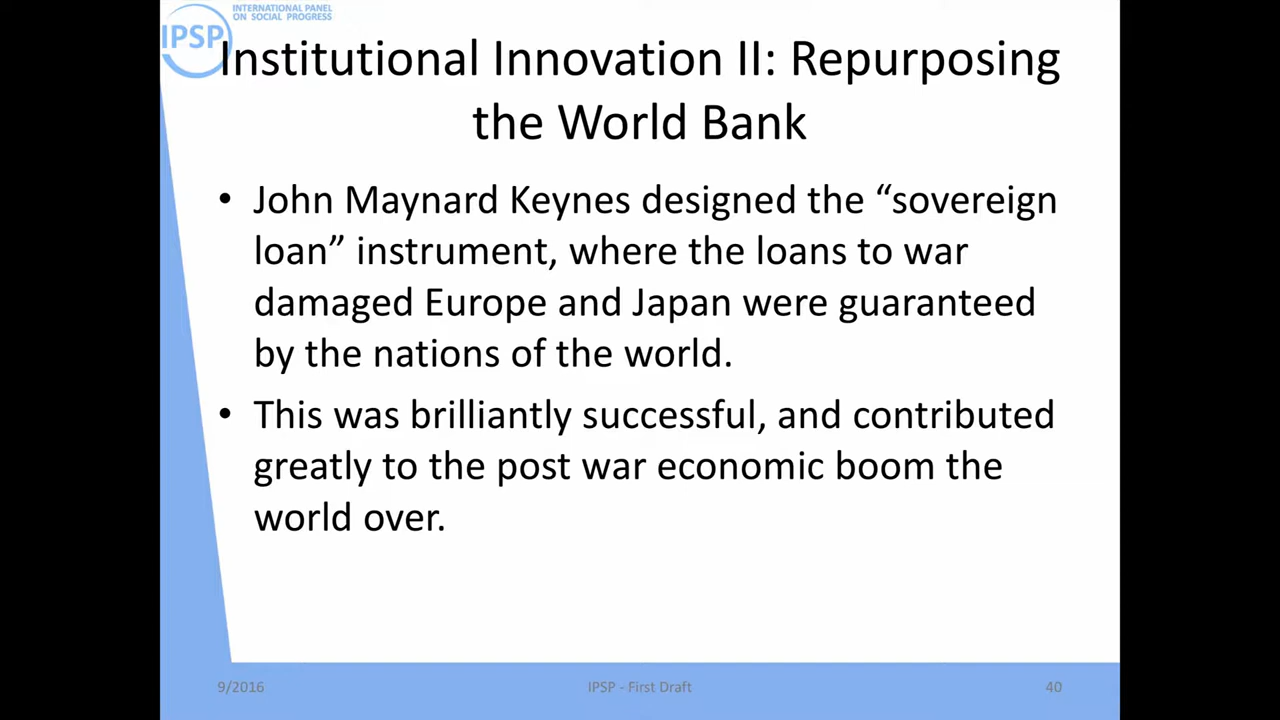 INTERNATIONAL PANEL
ON SOCIAL PROGRESS
IPSP
Institutional Innovation II: Repurposing
the World Bank
• John Maynard Keynes designed the “sovereign
loan” instrument, where the loans to war
damaged Europe and Japan were guaranteed
by the nations of the world.
• This was brilliantly successful, and contributed
greatly to the post war economic boom the
world over.
9/2016
IPSP - First Draft
40